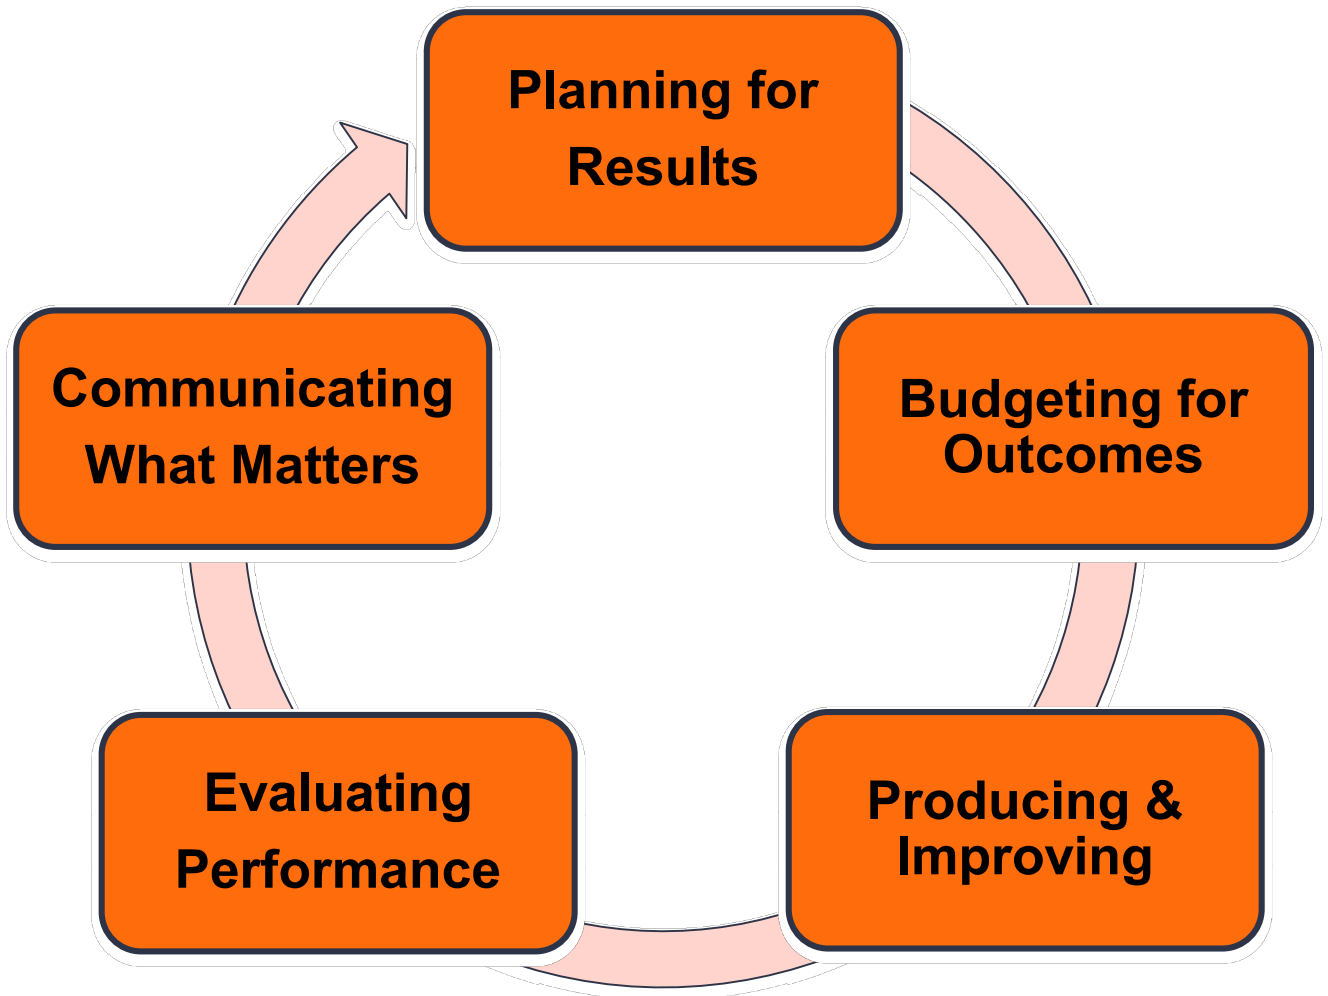 Planning for
Results
Budgeting for
Outcomes
Producing &
Improving
Evaluating
Performance
Communicating
What Matters